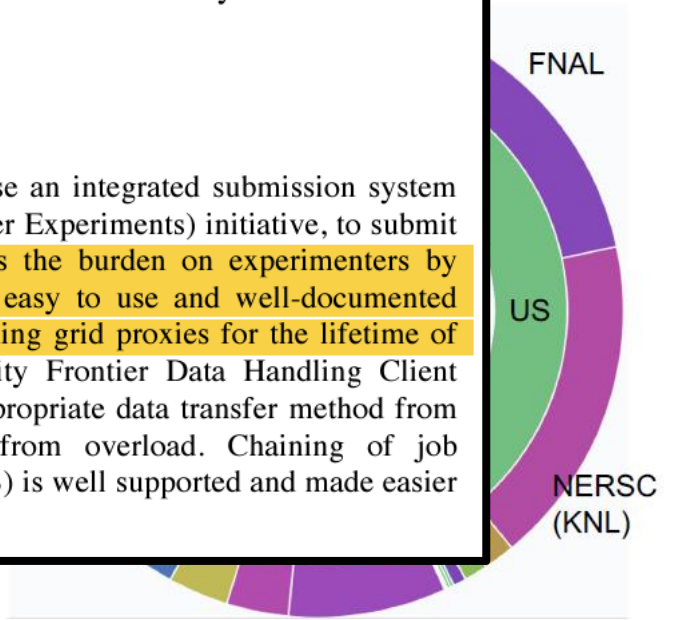 FNAL
se an integrated submission system
er Experiments) initiative, to submit
s the burden on experimenters by
easy to use and well-documented
ing grid proxies for the lifetime of
ity Frontier Data Handling Client
propriate data transfer method from
from overload. Chaining of job
) is well supported and made easier
US
NERSC
(KNL)